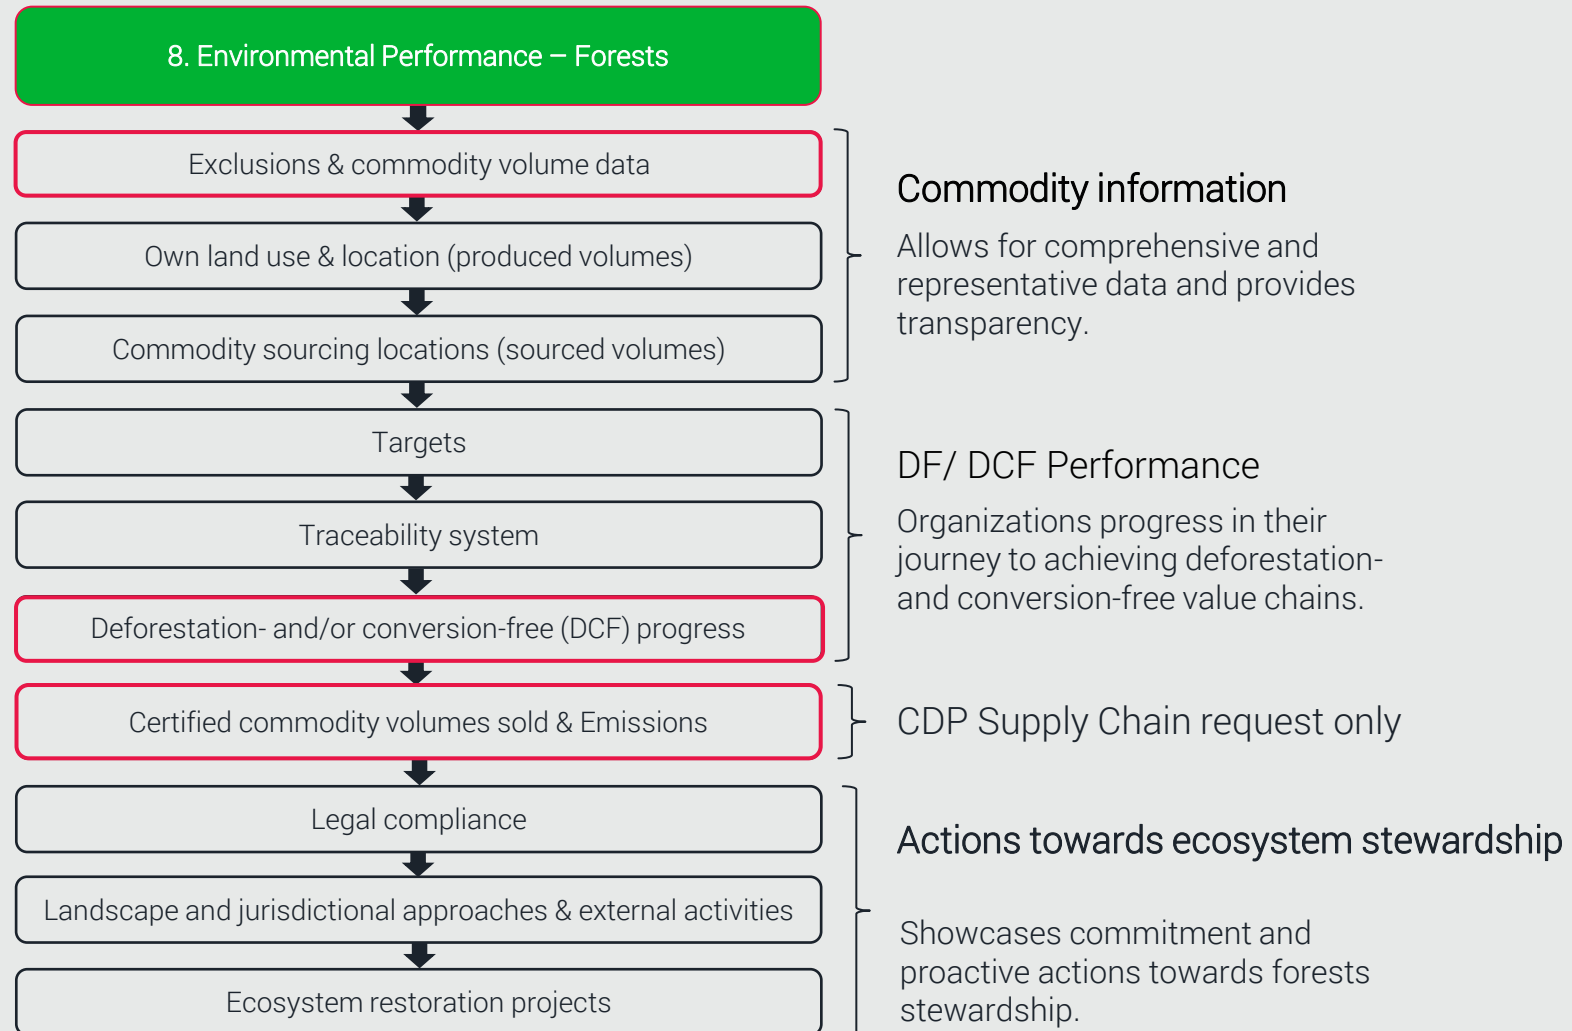 8. Environmental Performance – Forests
Exclusions & commodity volume data
Own land use & location (produced volumes)
Commodity sourcing locations (sourced volumes)
Commodity information
Allows for comprehensive and
representative data and provides
transparency.
Targets
Traceability system
Deforestation- and/or conversion-free (DCF) progress
DF/ DCF Performance
Organizations progress in their
journey to achieving deforestation-
and conversion-free value chains.
Certified commodity volumes sold & Emissions
CDP Supply Chain request only
Legal compliance
Landscape and jurisdictional approaches & external activities
Ecosystem restoration projects
Actions towards ecosystem stewardship
Showcases commitment and
proactive actions towards forests
stewardship.